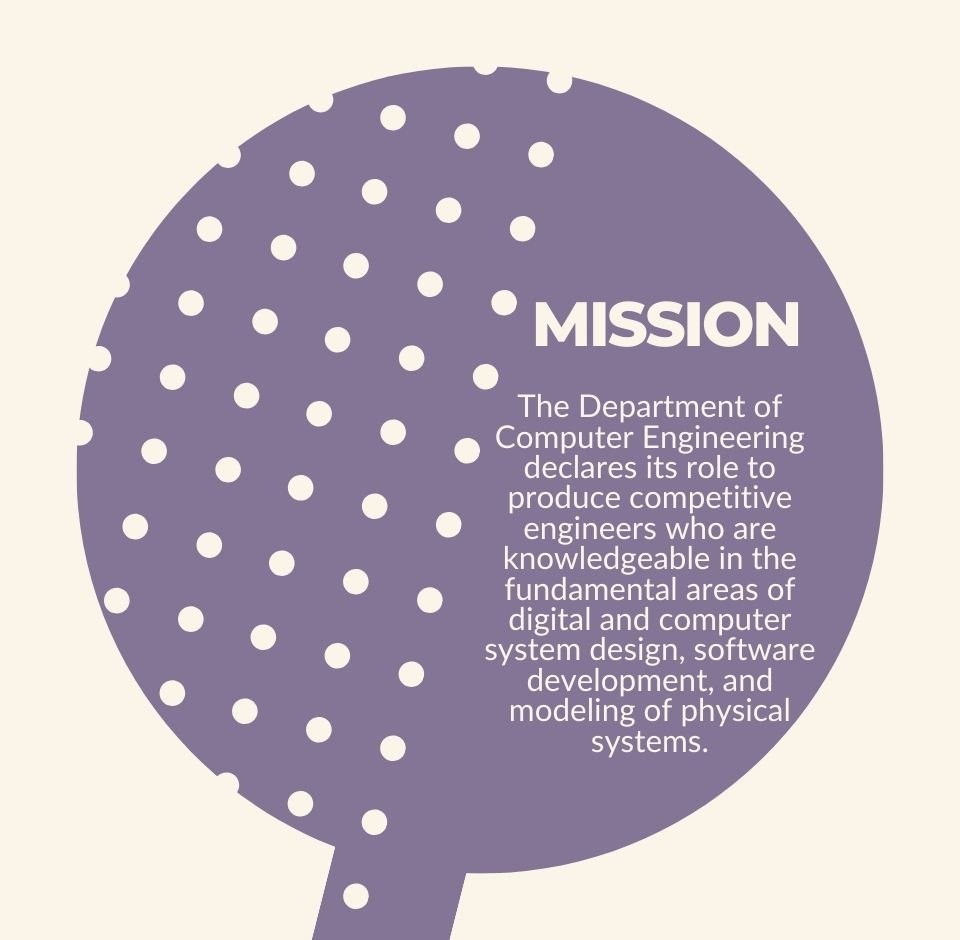 MISSION
The Department of
Computer Engineering
declares its role to
produce competitive
engineers who are
knowledgeable in the
fundamental areas of
digital and computer
system design, software
development, and
modeling of physical
systems.